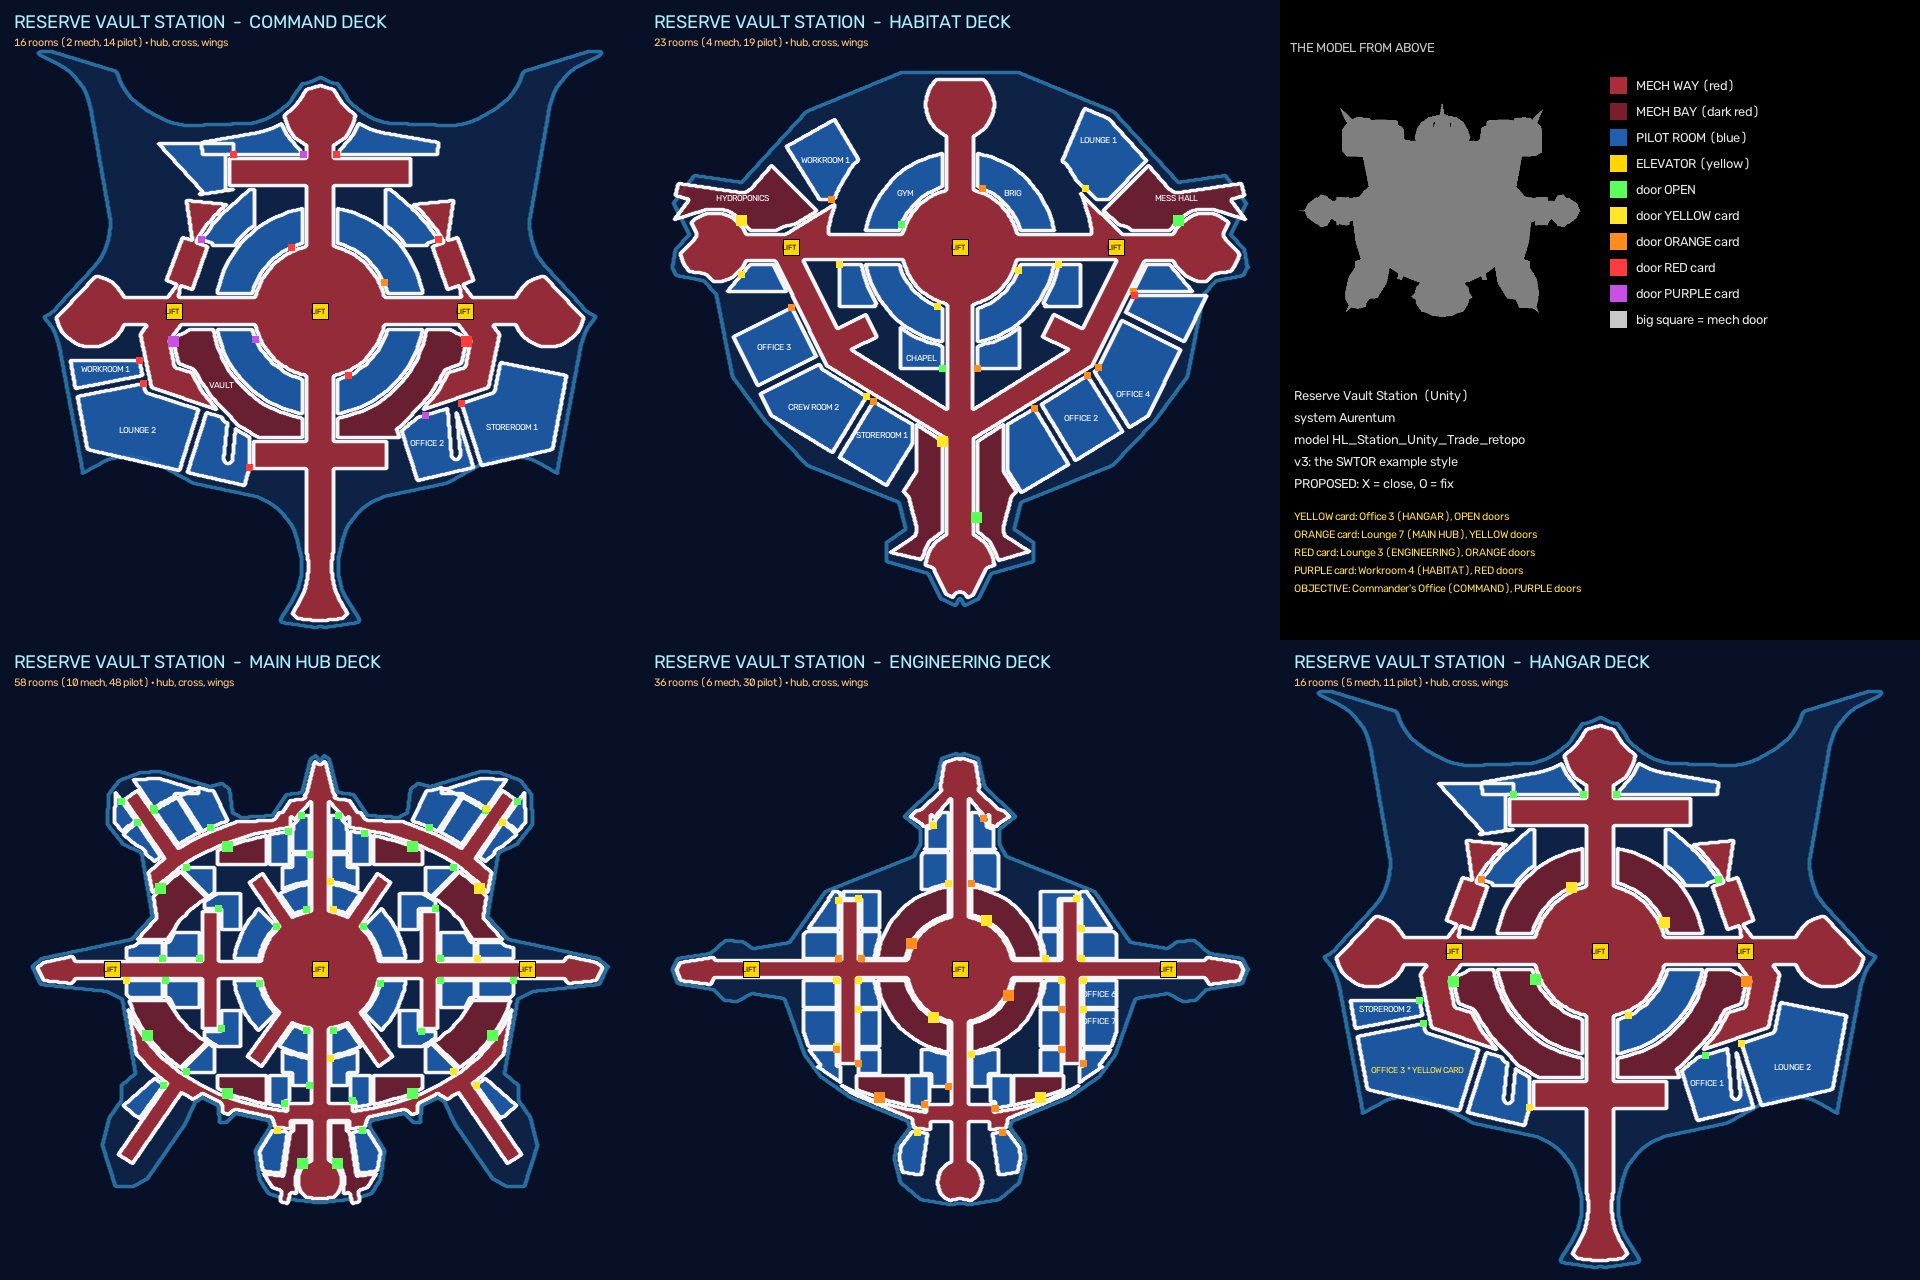 RESERVE VAULT STATION - COMMAND DECK
16 rooms (2 mech, 14 pilot) • hub, cross, wings
LIFT
LIFT
LIFT
WORKROOM 1
VAULT
LOUNGE 2
OFFICE 2
STOREROOM 1
RESERVE VAULT STATION - HABITAT DECK
23 rooms (4 mech, 19 pilot) • hub, cross, wings
LOUNGE 1
WORKROOM 1
HYDROPONICS
GYM
BRIG
MESS HALL
LIFT
LIFT
LIFT
OFFICE 3
CHAPEL
OFFICE 4
CREW ROOM 2
OFFICE 2
STOREROOM 1
THE MODEL FROM ABOVE
MECH WAY (red)
MECH BAY (dark red)
PILOT ROOM (blue)
ELEVATOR (yellow)
door OPEN
door YELLOW card
door ORANGE card
door RED card
door PURPLE card
big square = mech door
Reserve Vault Station (Unity)
system Aurentum
model HL_Station_Unity_Trade_retopo
v3: the SWTOR example style
PROPOSED: X = close, O = fix
YELLOW card: Office 3 (HANGAR), OPEN doors
ORANGE card: Lounge 7 (MAIN HUB), YELLOW doors
RED card: Lounge 3 (ENGINEERING), ORANGE doors
PURPLE card: Workroom 4 (HABITAT), RED doors
OBJECTIVE: Commander's Office (COMMAND), PURPLE doors
RESERVE VAULT STATION - MAIN HUB DECK
58 rooms (10 mech, 48 pilot) • hub, cross, wings
LIFT
LIFT
LIFT
RESERVE VAULT STATION - ENGINEERING DECK
36 rooms (6 mech, 30 pilot) • hub, cross, wings
LIFT
LIFT
LIFT
OFFICE 6
OFFICE 7
RESERVE VAULT STATION - HANGAR DECK
16 rooms (5 mech, 11 pilot) • hub, cross, wings
LIFT
LIFT
LIFT
STOREROOM 2
OFFICE 3 * YELLOW CARD
OFFICE 1
LOUNGE 2